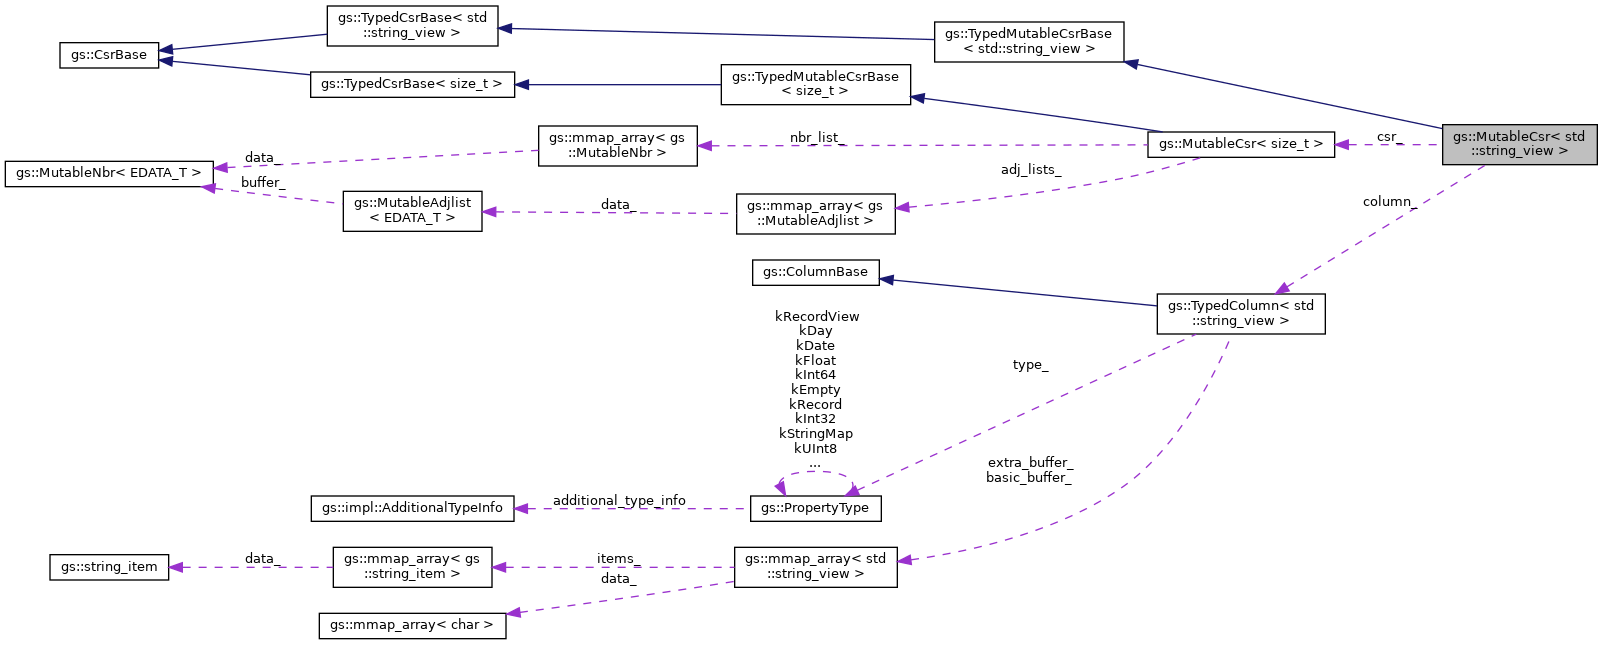 gs::TypedCsrBase< std
::string_view >
gs::CsrBase
gs::TypedCsrBase< size_t >
gs::TypedMutableCsrBase
< std::string_view >
gs::TypedMutableCsrBase
< size_t >
gs::MutableCsr< std
::string_view >
csr_
gs::MutableCsr< size_t >
nbr_list_
gs::mmap_array< gs
::MutableNbr >
data_
gs::MutableNbr< EDATA_T >
buffer_
gs::MutableAdjlist
< EDATA_T >
data_
gs::mmap_array< gs
::MutableAdjlist >
adj_lists_
column_
gs::ColumnBase
gs::TypedColumn< std
::string_view >
kRecordView
kDay
kDate
kFloat
kInt64
kEmpty
kRecord
kInt32
kStringMap
kUInt8
...
type_
extra_buffer_
basic_buffer_
gs::impl::AdditionalTypeInfo
additional_type_info
gs::PropertyType
gs::string_item
data_
gs::mmap_array< gs
::string_item >
items_
data_
gs::mmap_array< std
::string_view >
gs::mmap_array< char >